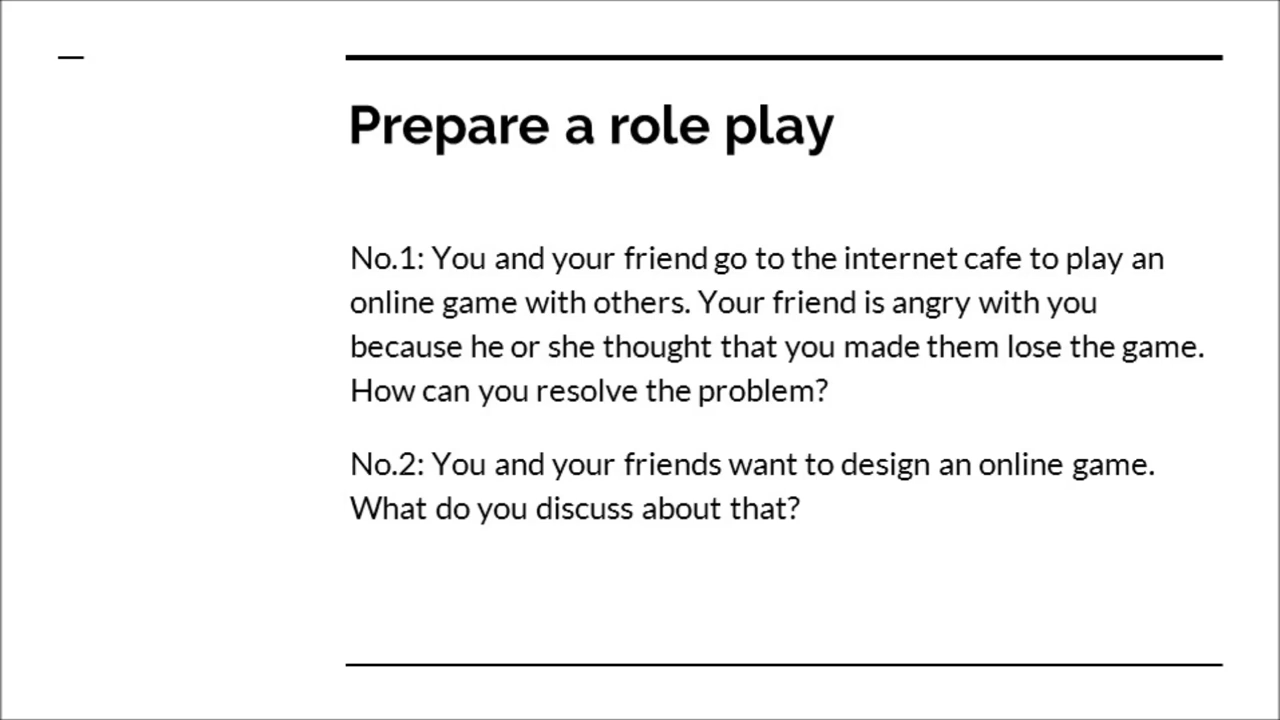 Prepare a role play
No.1: You and your friend go to the internet cafe to play an
online game with others. Your friend is angry with you
because he or she thought that you made them lose the game.
How can you resolve the problem?
No.2: You and your friends want to design an online game.
What do you discuss about that?